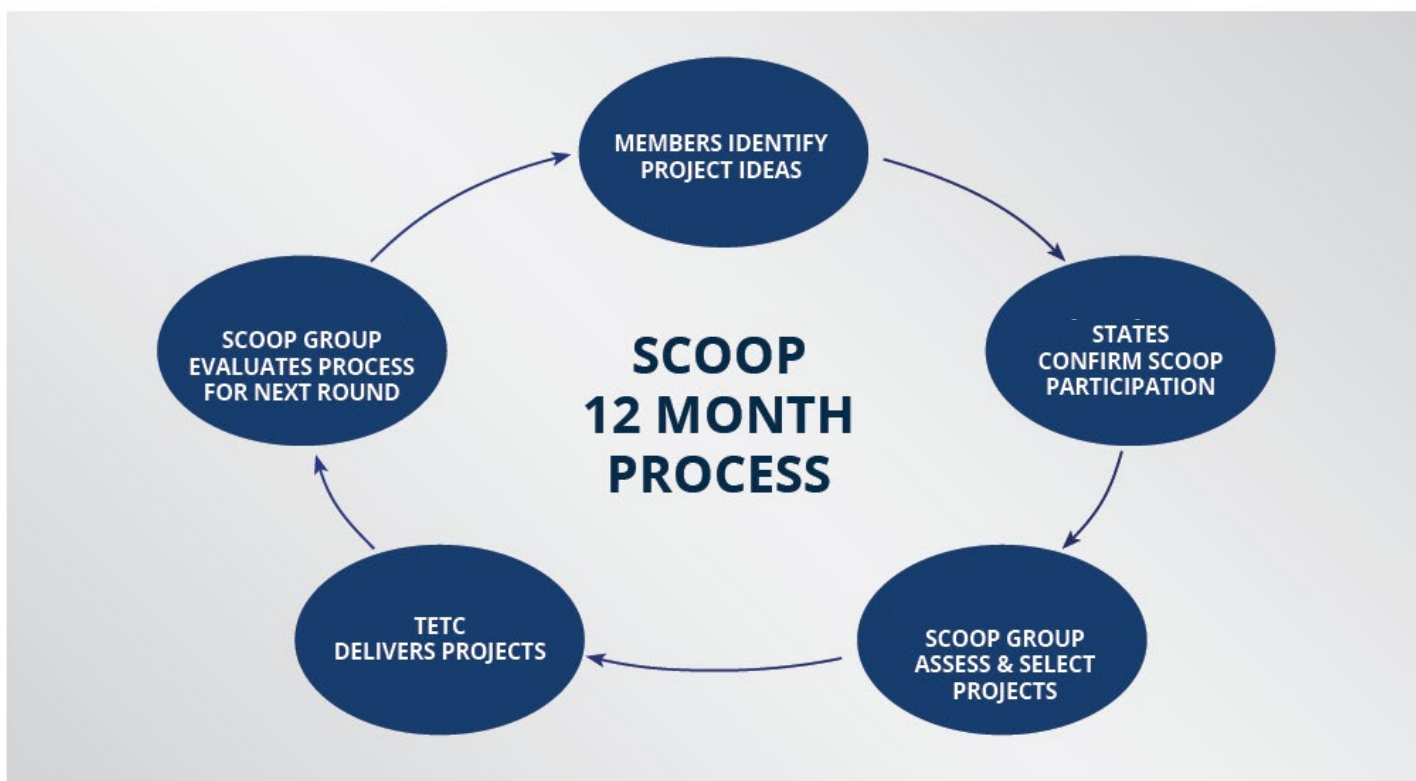 MEMBERS IDENTIFY
PROJECT IDEAS
STATES
CONFIRM SCOOP
PARTICIPATION
SCOOP GROUP
ASSESS & SELECT
PROJECTS
TETC
DELIVERS PROJECTS
SCOOP GROUP
EVALUATES PROCESS
FOR NEXT ROUND
SCOOP
12 MONTH
PROCESS